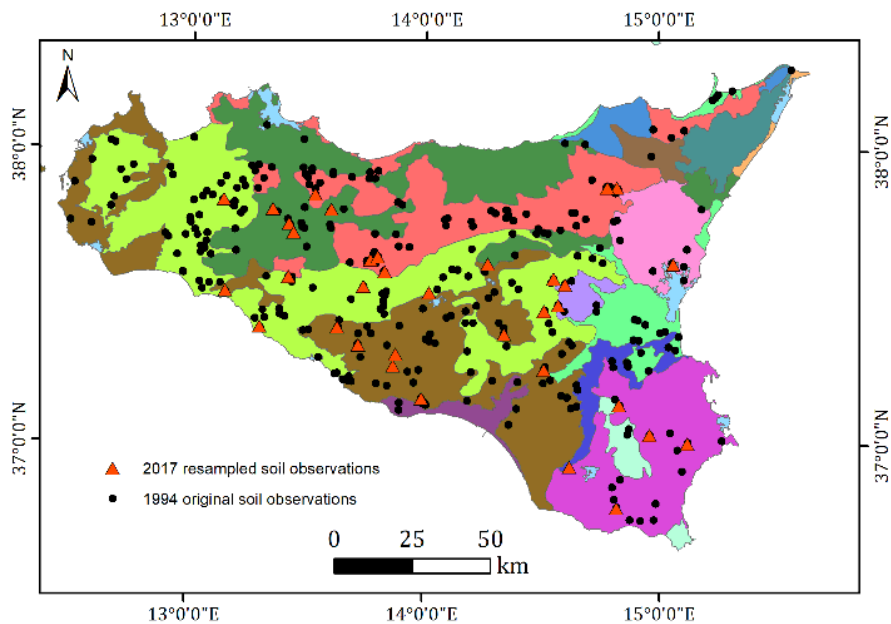 13°0'0"E 14°0'0"E 15°0'0"E
N
38°0'0"N 38°0'0"N
37°0'0"N 37°0'0"N
2017 resampled soil observations
1994 original soil observations
0 25 50
km
13°0'0"E 14°0'0"E 15°0'0"E